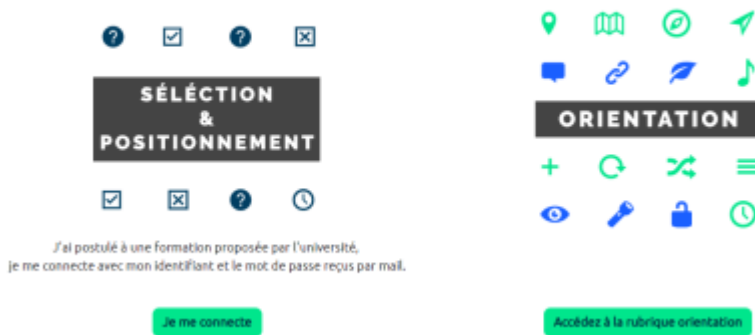 SÉLÉCTION
&
POSITIONNEMENT
J'ai postulé à une formation proposée par l'université,
je me connecte avec mon identifiant et le mot de passe reçus par mail.
Je me connecte
ORIENTATION
Accédez à la rubrique orientation